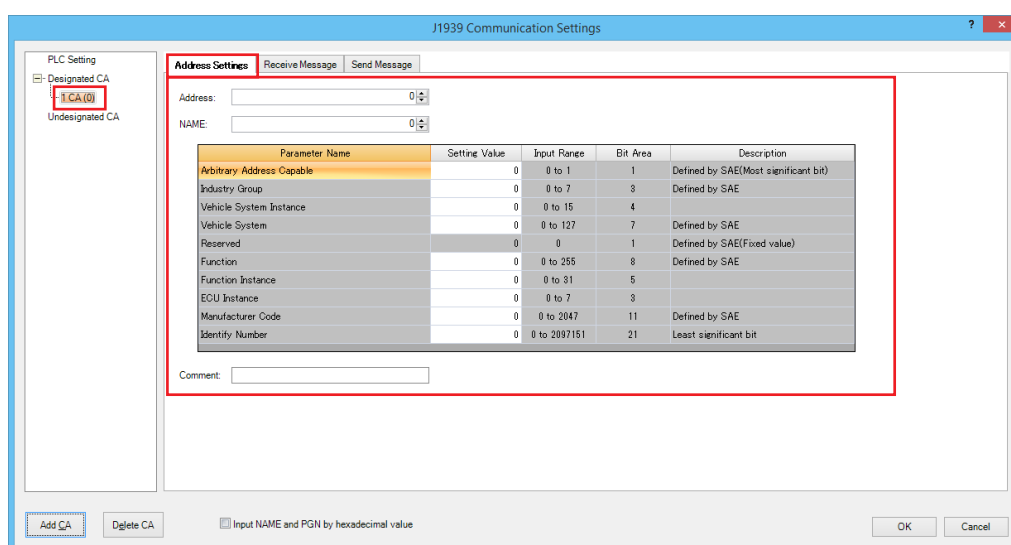 J1939 Communication Settings
?
×
PLC Setting
Designated CA
1 CA (0)
Undesignated CA
Address Settings Receive Message Send Message
Address: 0
NAME: 0
Parameter Name Setting Value Input Range Bit Area Description
Arbitrary Address Capable 0 0 to 1 1 Defined by SAE(Most significant bit)
Industry Group 0 0 to 7 3 Defined by SAE
Vehicle System Instance 0 0 to 15 4
Vehicle System 0 0 to 127 7 Defined by SAE
Reserved 0 0 1 Defined by SAE(Fixed value)
Function 0 0 to 255 8 Defined by SAE
Function Instance 0 0 to 31 5
ECU Instance 0 0 to 7 3
Manufacturer Code 0 0 to 2047 11 Defined by SAE
Identify Number 0 0 to 2097151 21 Least significant bit
Comment:
Add CA Delete CA Input NAME and PGN by hexadecimal value OK Cancel